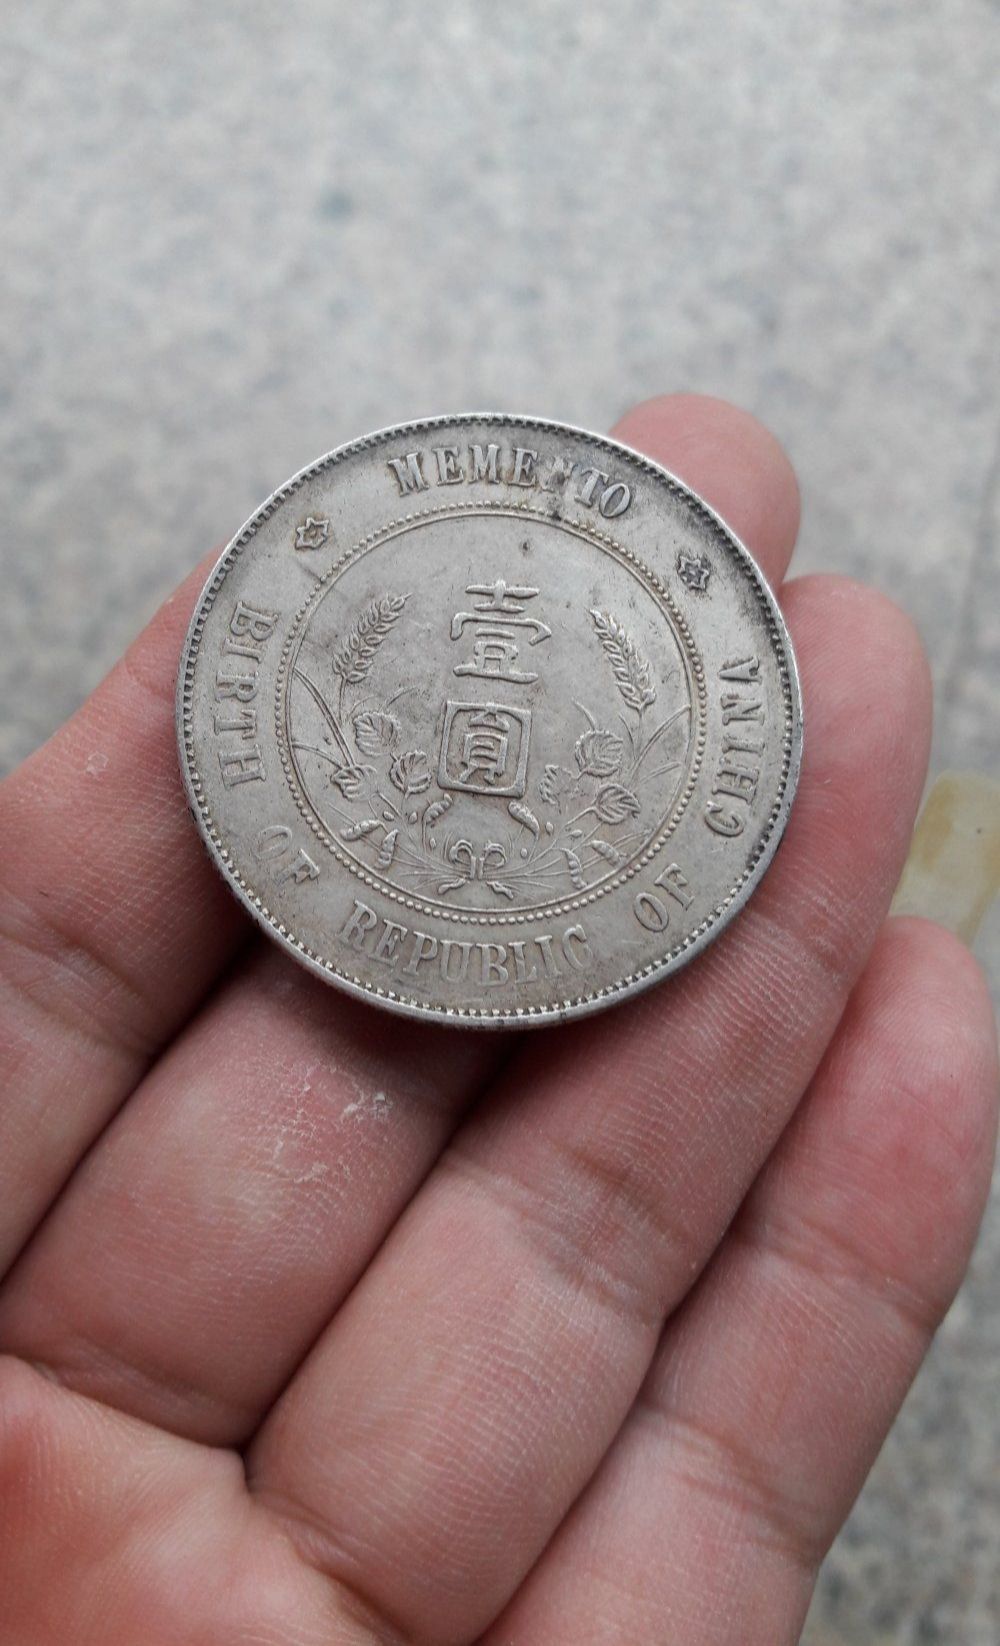 MEMENTO
壹
圓
BIRTH OF REPUBLIC OF CHINA